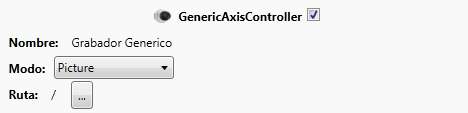 GenericAxisController
Nombre: Grabador Generico
Modo: Picture
Ruta: / ...